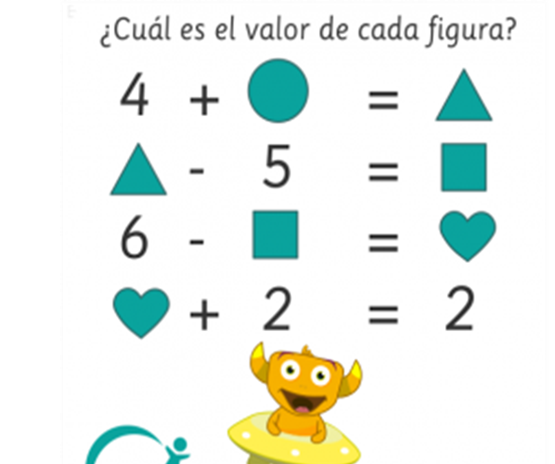 ¿Cuál es el valor de cada figura?
4 + =
- 5 =
6 - =
+ 2 = 2